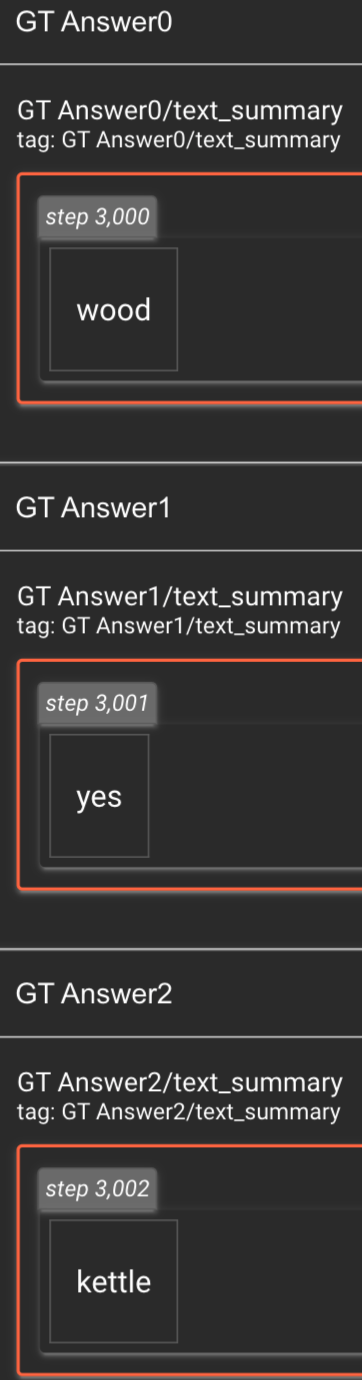 GT Answer0
GT Answer0/text_summary
tag: GT Answer0/text_summary
step 3,000
wood
GT Answer1
GT Answer1/text_summary
tag: GT Answer1/text_summary
step 3,001
yes
GT Answer2
GT Answer2/text_summary
tag: GT Answer2/text_summary
step 3,002
kettle